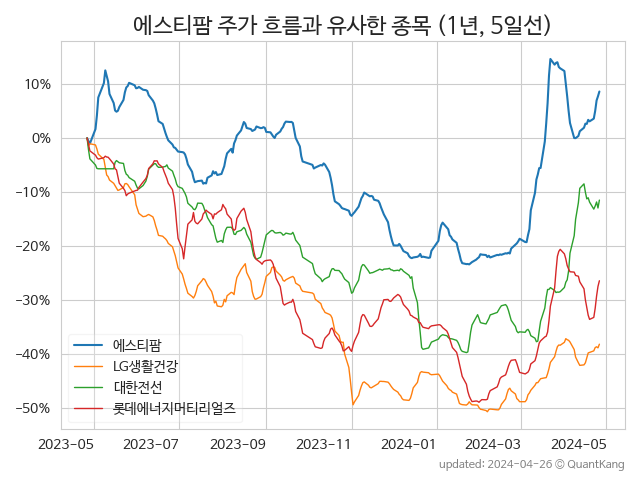 에스티팜 주가 흐름과 유사한 종목 (1년, 5일선)
10%
0%
−10%
−20%
−30%
−40%
−50%
에스티팜
LG생활건강
대한전선
롯데에너지머티리얼즈
2023-05 2023-07 2023-09 2023-11 2024-01 2024-03 2024-05
updated: 2024-04-26 © QuantKang